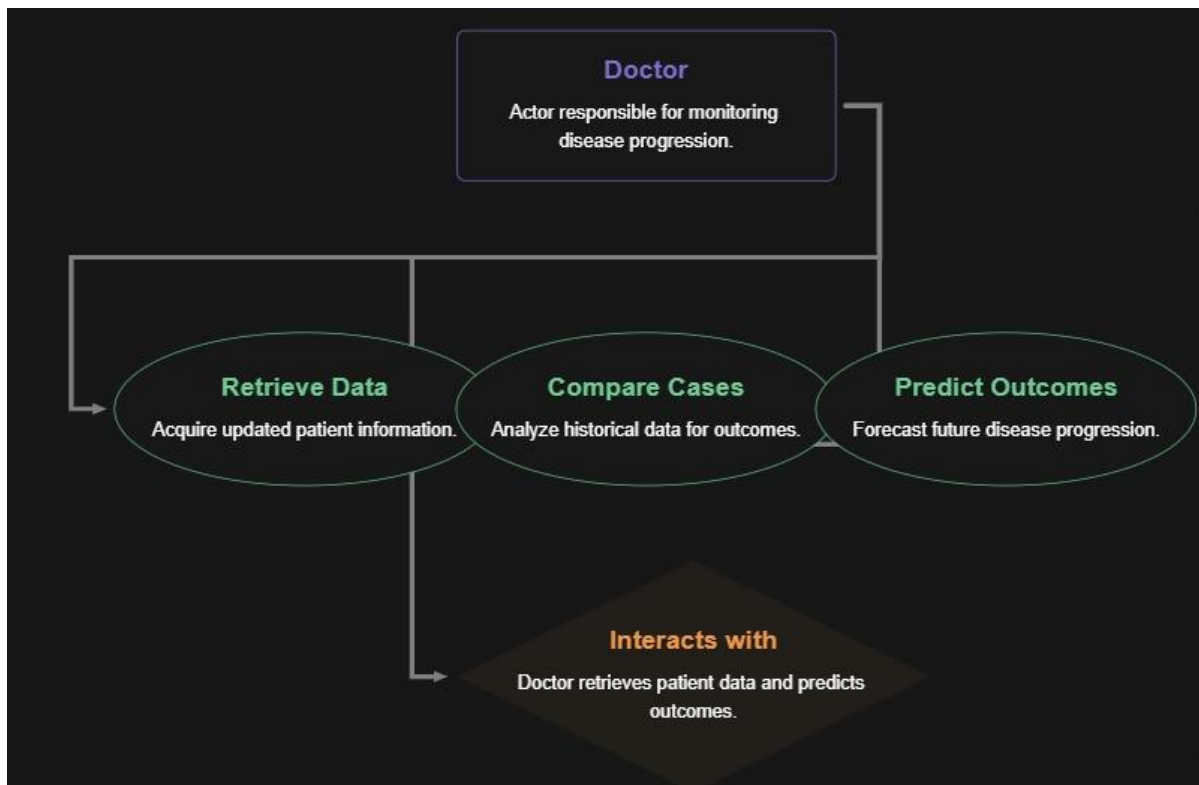 Doctor
Actor responsible for monitoring
disease progression.
Retrieve Data
Acquire updated patient information.
Compare Cases
Analyze historical data for outcomes.
Predict Outcomes
Forecast future disease progression.
Interacts with
Doctor retrieves patient data and predicts
outcomes.